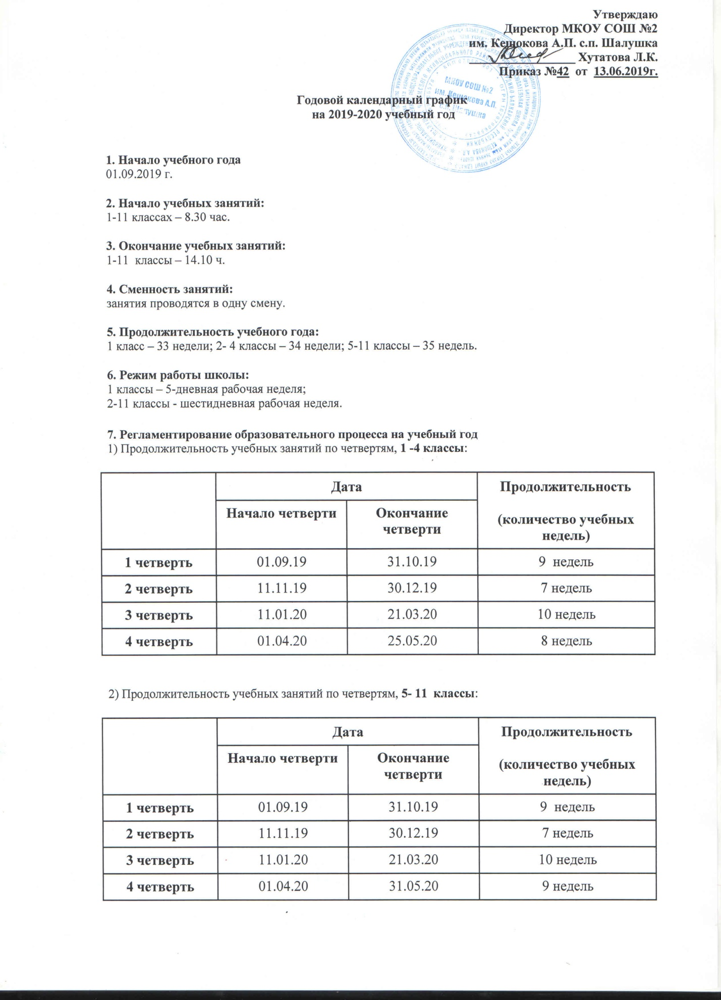 Утверждаю
Директор МКОУ СОШ №2
им. Кешокова А.П. с.п. Шалушка
Хутатова Л.К.
Приказ №42 от 13.06.2019г.
МКОУ СОШ №2
им. Кешокова А.П.
Годовой календарный график
на 2019-2020 учебный год
1. Начало учебного года
01.09.2019 г.
2. Начало учебных занятий:
1-11 классах – 8.30 час.
3. Окончание учебных занятий:
1-11 классы – 14.10 ч.
4. Сменность занятий:
занятия проводятся в одну смену.
5. Продолжительность учебного года:
1 класс – 33 недели; 2- 4 классы – 34 недели; 5-11 классы – 35 недель.
6. Режим работы школы:
1 классы – 5-дневная рабочая неделя;
2-11 классы - шестидневная рабочая неделя.
7. Регламентирование образовательного процесса на учебный год
1) Продолжительность учебных занятий по четвертям, 1 -4 классы:
Дата Продолжительность
Начало четверти Окончание (количество учебных
четверти недель)
1 четверть 01.09.19 31.10.19 9 недель
2 четверть 11.11.19 30.12.19 7 недель
3 четверть 11.01.20 21.03.20 10 недель
4 четверть 01.04.20 25.05.20 8 недель
2) Продолжительность учебных занятий по четвертям, 5- 11 классы:
Дата Продолжительность
Начало четверти Окончание (количество учебных
четверти недель)
1 четверть 01.09.19 31.10.19 9 недель
2 четверть 11.11.19 30.12.19 7 недель
3 четверть 11.01.20 21.03.20 10 недель
4 четверть 01.04.20 31.05.20 9 недель